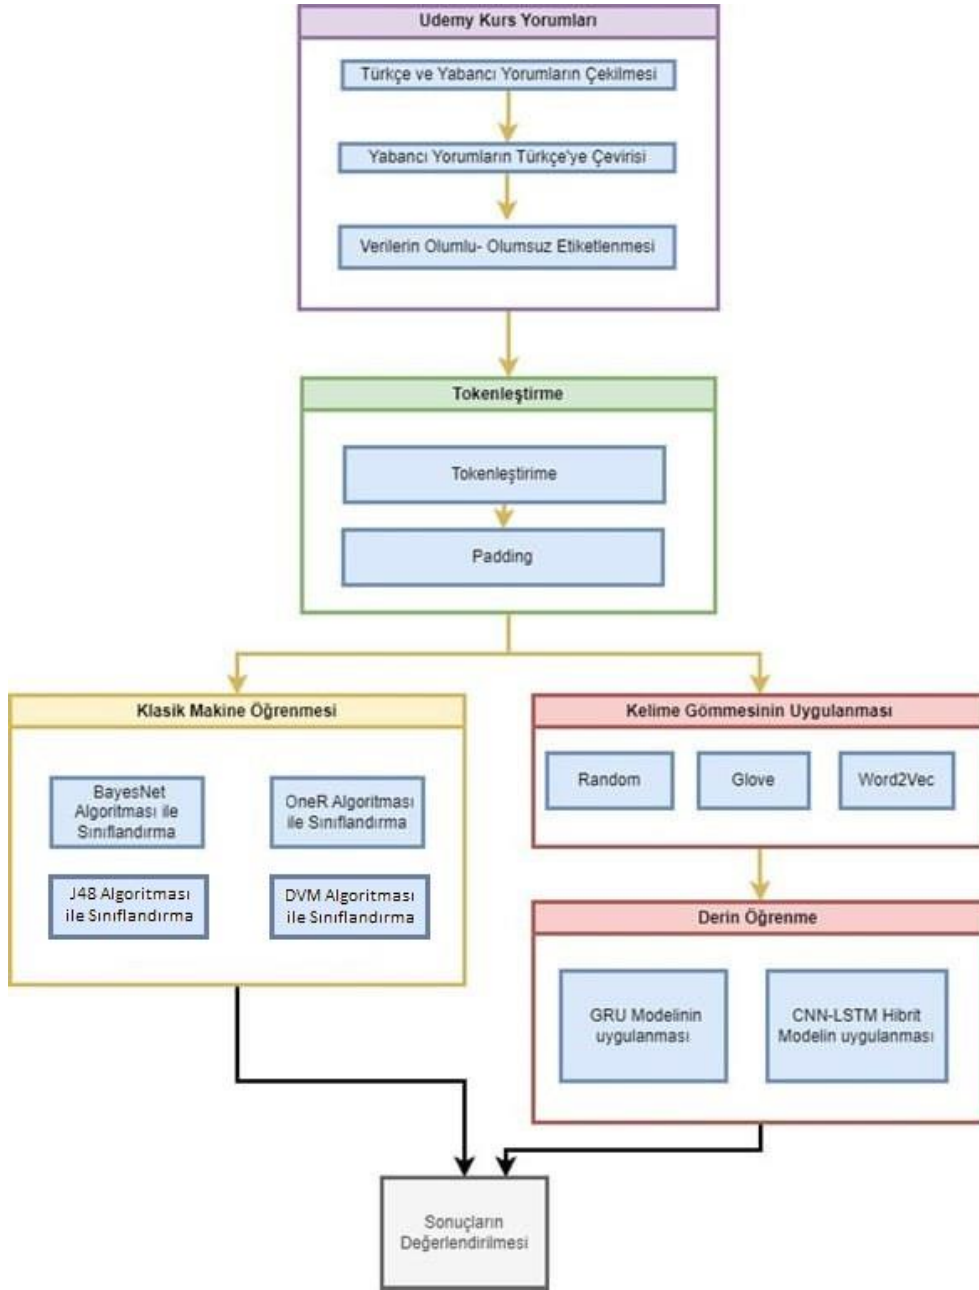 Udemy Kurs Yorumları
Türkçe ve Yabancı Yorumların Çekilmesi
Yabancı Yorumların Türkçe'ye Çevirisi
Verilerin Olumlu- Olumsuz Etiketlenmesi
Tokenleştirme
Tokenleştirime
Padding
Klasik Makine Öğrenmesi
BayesNet
Algoritması ile
Sınıflandırma
OneR Algoritması
ile Sınıflandırma
J48 Algoritması
ile Sınıflandırma
DVM Algoritması
ile Sınıflandırma
Kelime Gömmesinin Uygulanması
Random
Glove
Word2Vec
Derin Öğrenme
GRU Modelinin
uygulanması
CNN-LSTM Hibrit
Modelin uygulanması
Sonuçların
Değerlendirilmesi